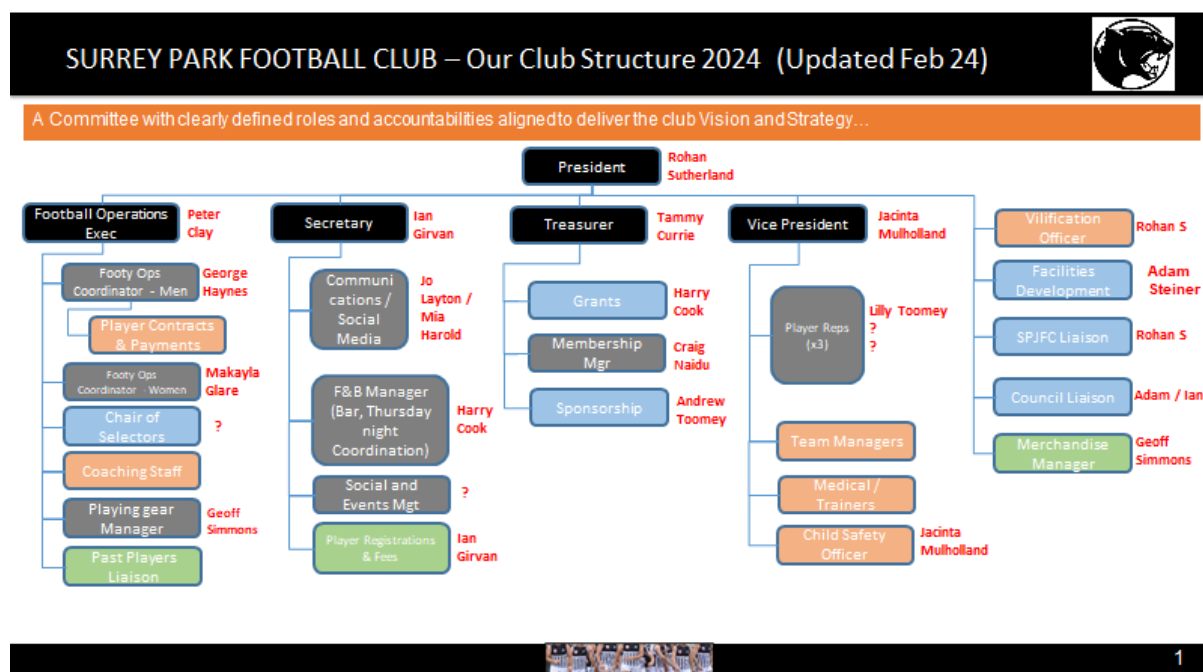 SURREY PARK FOOTBALL CLUB – Our Club Structure 2024 (Updated Feb 24)
A Committee with clearly defined roles and accountabilities aligned to deliver the club Vision and Strategy...
President
Rohan
Sutherland
Football Operations
Exec
Peter
Clay
Footy Ops
Coordinator - Men
George
Haynes
Player Contracts
& Payments
Footy Ops
Coordinator - Women
Makayla
Glare
Chair of
Selectors
?
Coaching Staff
Playing gear
Manager
Geoff
Simmons
Past Players
Liaison
Secretary
Ian
Girvan
Communi
cations /
Social
Media
Jo
Layton /
Mia
Harold
F&B Manager
(Bar, Thursday
night
Coordination)
Harry
Cook
Social and
Events Mgt
?
Player Registrations
& Fees
Ian
Girvan
Treasurer
Tammy
Currie
Grants
Harry
Cook
Membership
Mgr
Craig
Naidu
Sponsorship
Andrew
Toomey
Vice President
Jacinta
Mulholland
Player Reps
(x3)
Lilly Toomey
?
?
Team Managers
Medical /
Trainers
Child Safety
Officer
Jacinta
Mulholland
Vilification
Officer
Rohan S
Facilities
Development
Adam
Steiner
SPJFC Liaison
Rohan S
Council Liaison
Adam / Ian
Merchandise
Manager
Geoff
Simmons
1